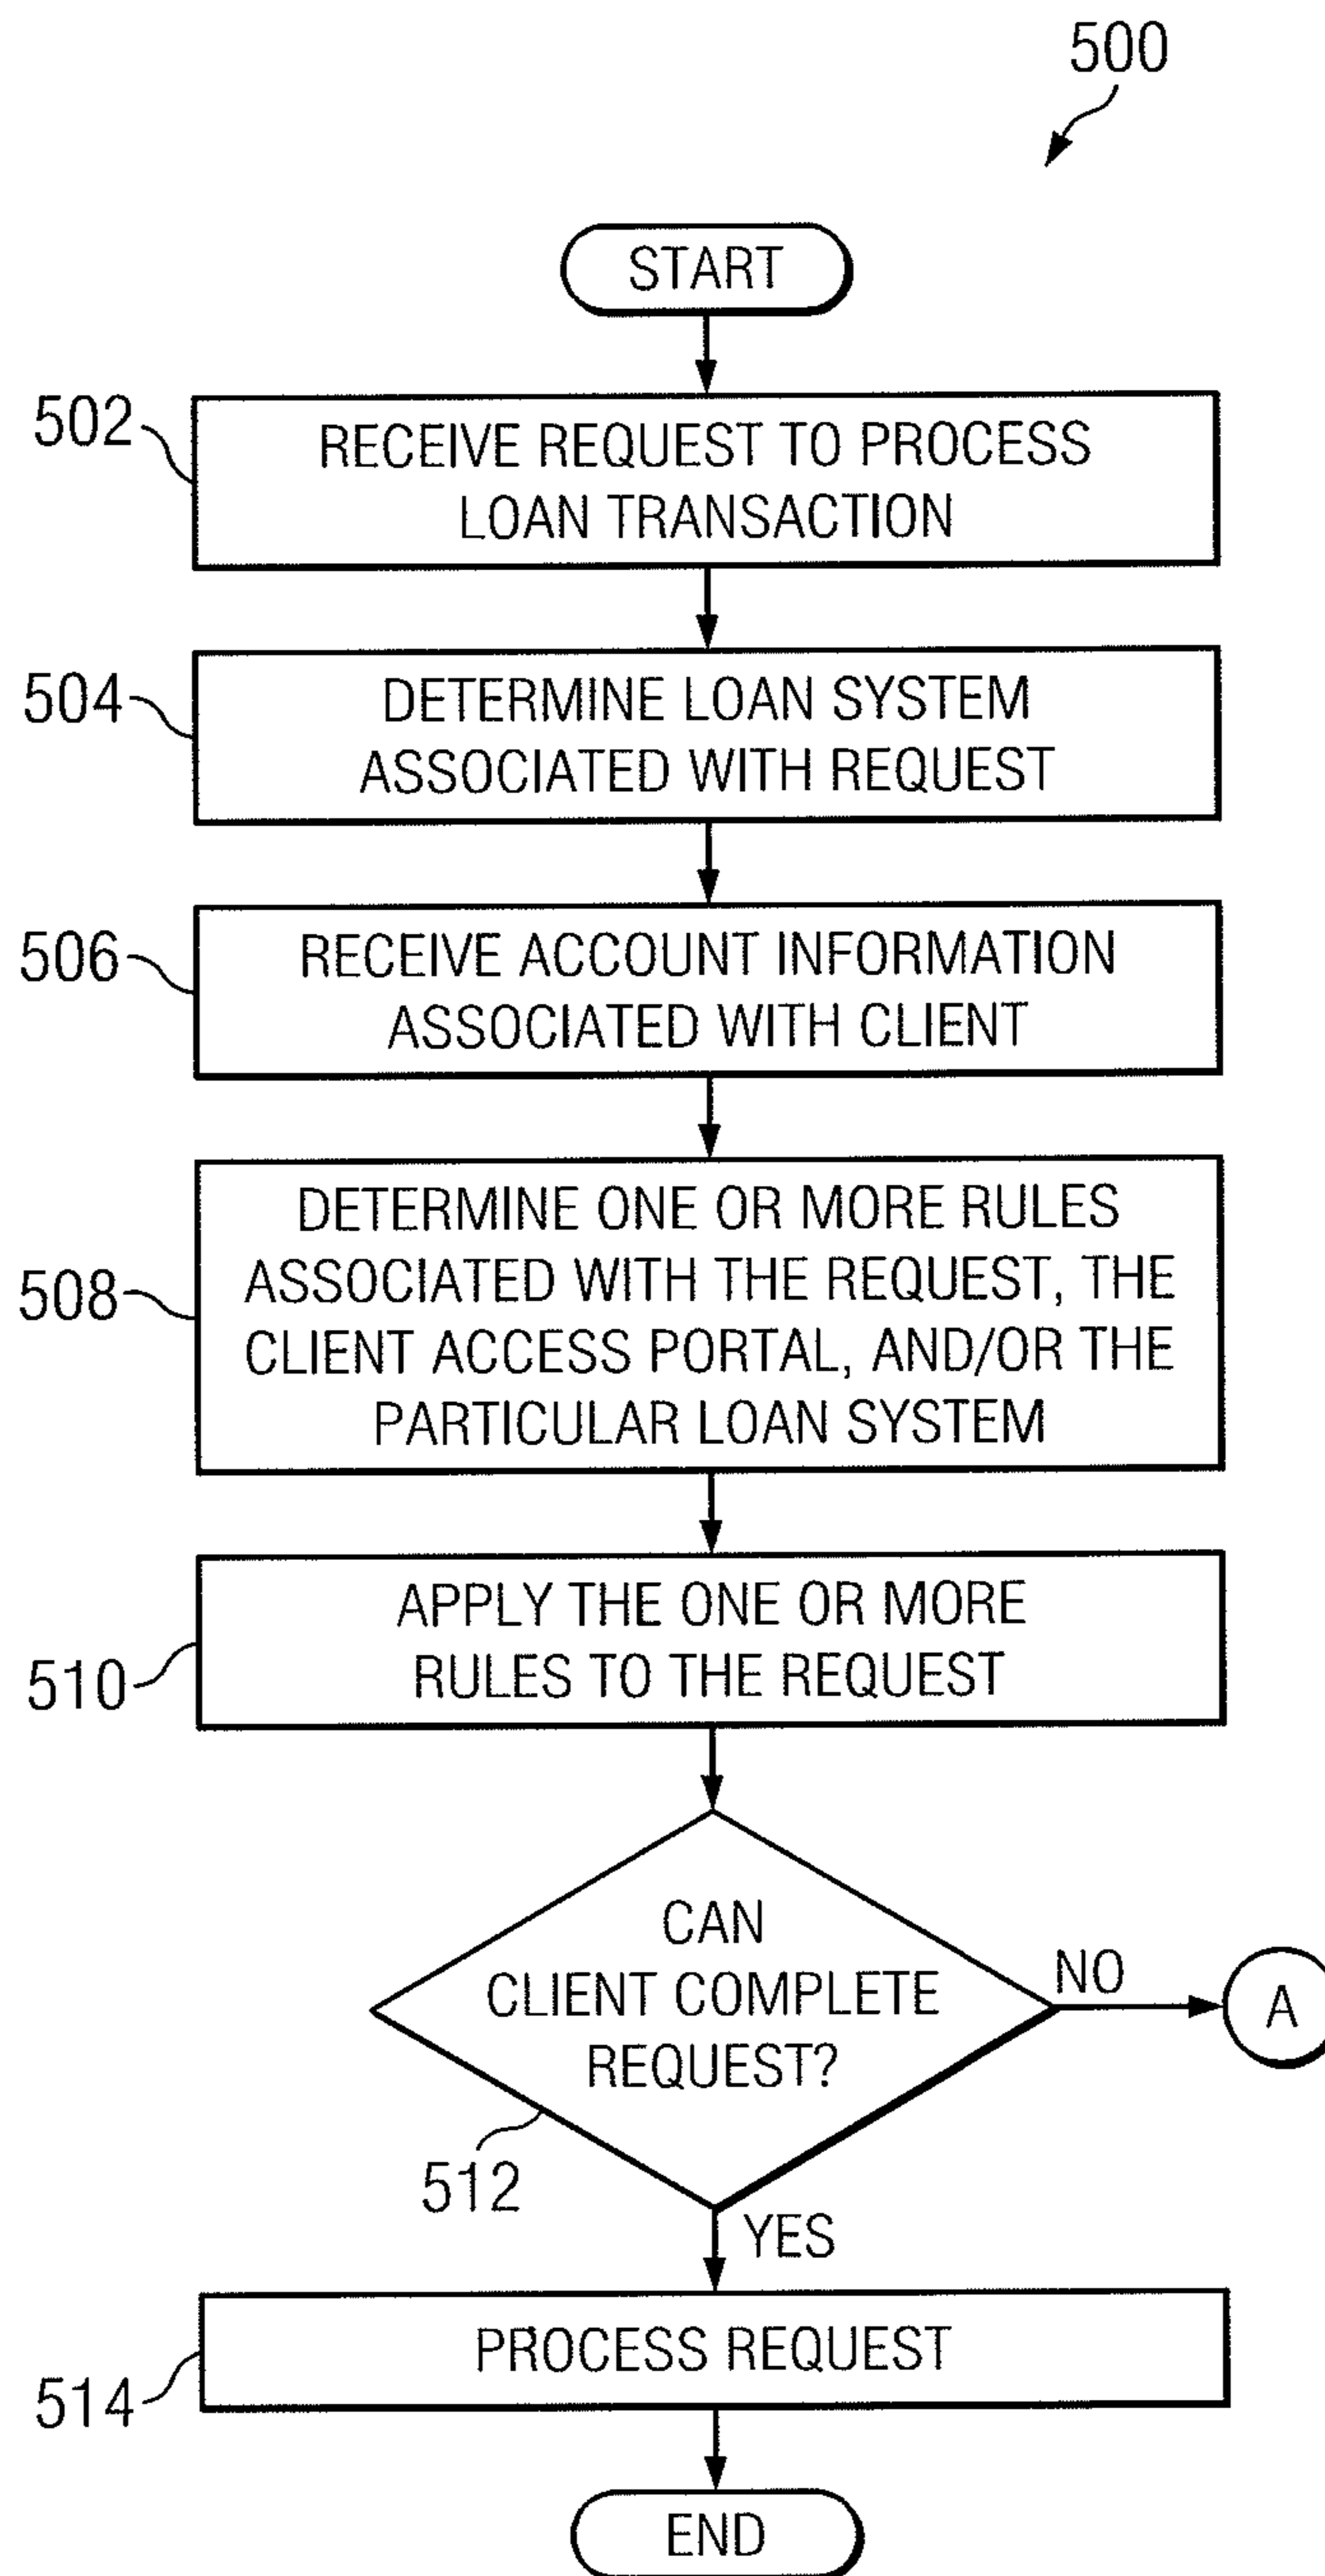 500
START
502
RECEIVE REQUEST TO PROCESS
LOAN TRANSACTION
504
DETERMINE LOAN SYSTEM
ASSOCIATED WITH REQUEST
506
RECEIVE ACCOUNT INFORMATION
ASSOCIATED WITH CLIENT
508
DETERMINE ONE OR MORE RULES
ASSOCIATED WITH THE REQUEST, THE
CLIENT ACCESS PORTAL, AND/OR THE
PARTICULAR LOAN SYSTEM
510
APPLY THE ONE OR MORE
RULES TO THE REQUEST
CAN
CLIENT COMPLETE
REQUEST?
NO
A
512
YES
PROCESS REQUEST
514
END